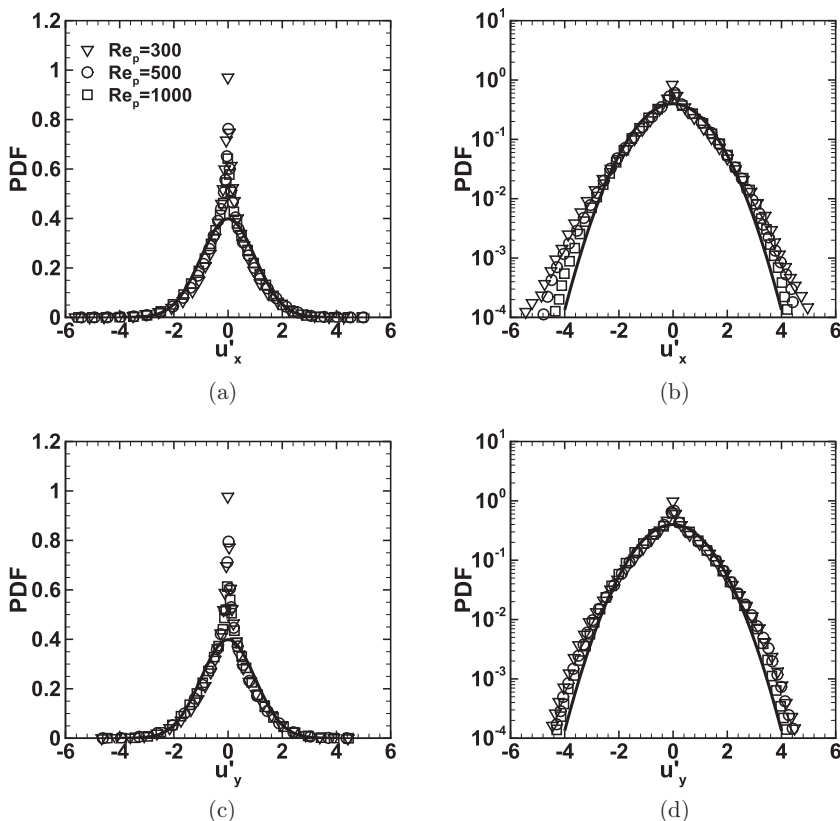 1.2
1
0.8
0.6
0.4
0.2
0
PDF
Re_p=300
Re_p=500
Re_p=1000
-6 -4 -2 0 2 4 6
u'_x
(a)
10^1
10^0
10^-1
10^-2
10^-3
10^-4
PDF
-6 -4 -2 0 2 4 6
u'_x
(b)
1.2
1
0.8
0.6
0.4
0.2
0
PDF
-6 -4 -2 0 2 4 6
u'_y
(c)
10^1
10^0
10^-1
10^-2
10^-3
10^-4
PDF
-6 -4 -2 0 2 4 6
u'_y
(d)